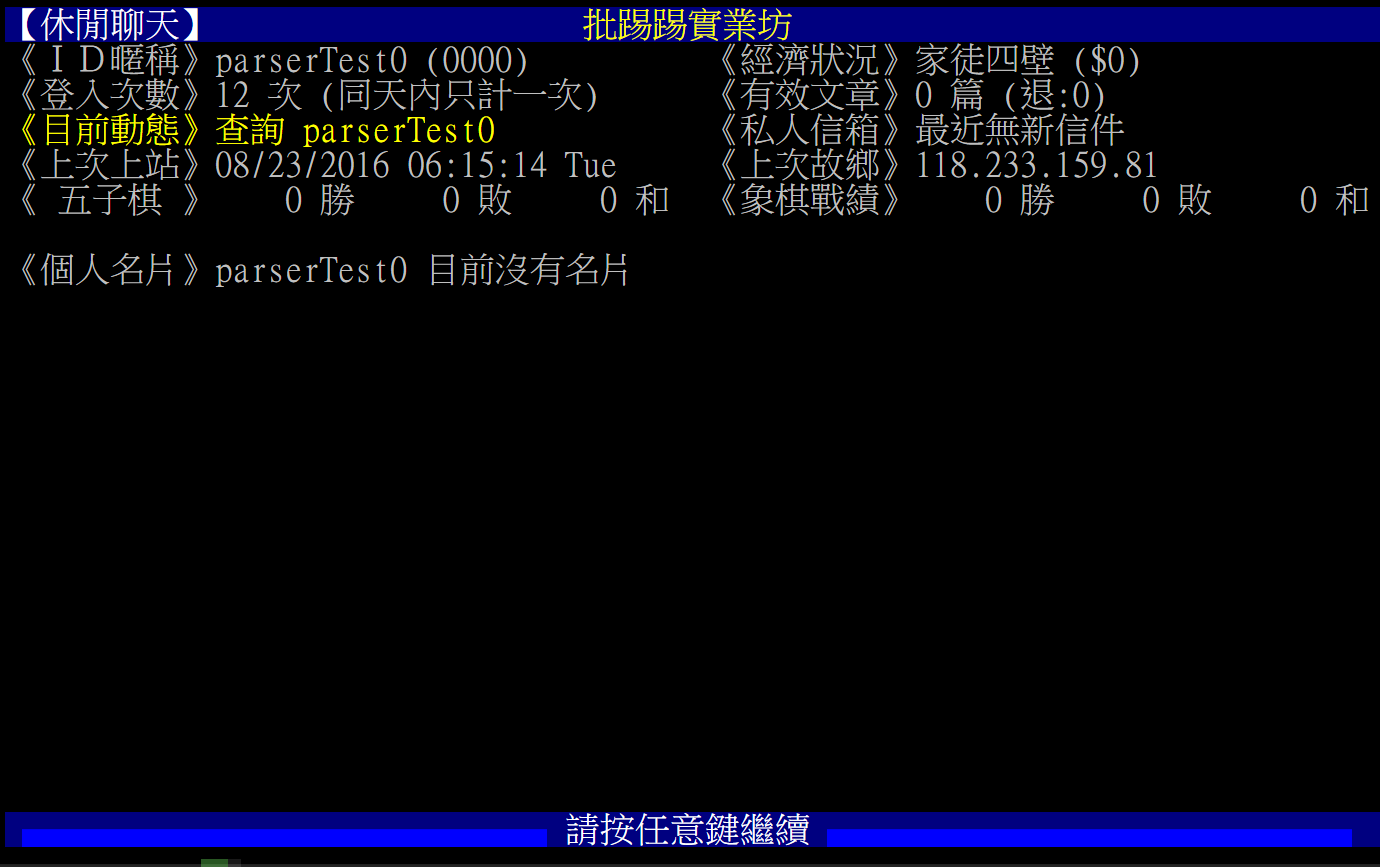 【休閒聊天】 批踢踢實業坊
《ＩＤ暱稱》parserTest0 (0000) 《經濟狀況》家徒四壁 ($0)
《登入次數》12 次 (同天內只計一次) 《有效文章》0 篇 (退:0)
《目前動態》查詢 parserTest0 《私人信箱》最近無新信件
《上次上站》08/23/2016 06:15:14 Tue 《上次故鄉》118.233.159.81
《 五子棋 》 0 勝 0 敗 0 和 《象棋戰績》 0 勝 0 敗 0 和
《個人名片》parserTest0 目前沒有名片
請按任意鍵繼續